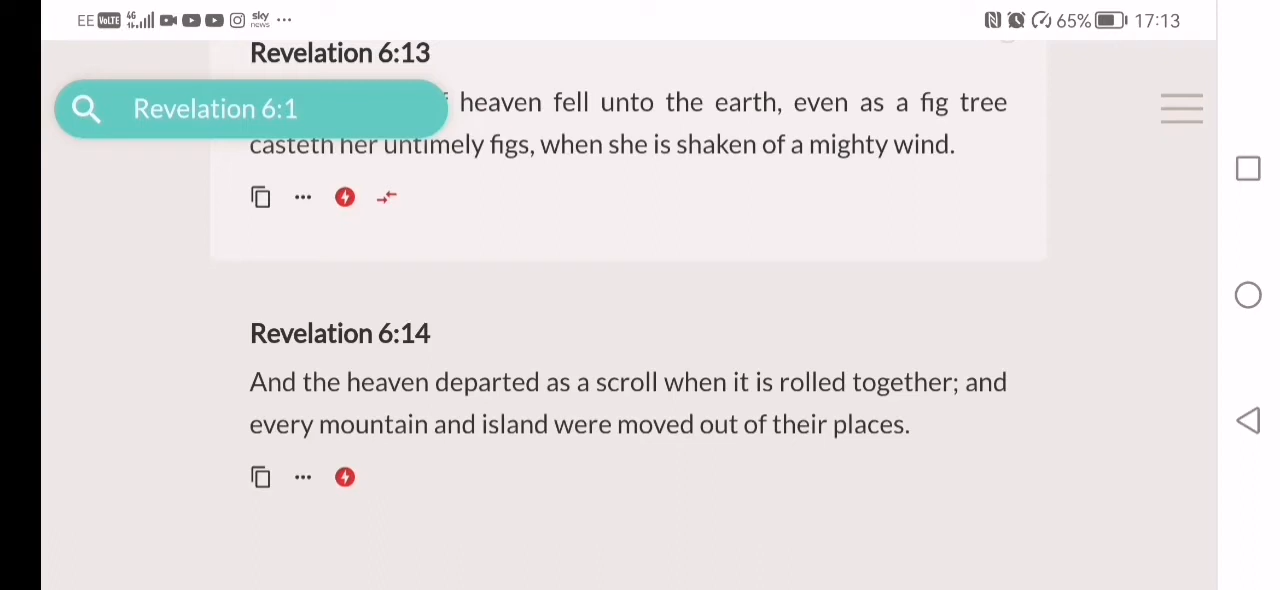 EE VoLTE 4G sky news ... 65% 17:13
Revelation 6:13
Revelation 6:1
heaven fell unto the earth, even as a fig tree
casteth her untimely figs, when she is shaken of a mighty wind.
Revelation 6:14
And the heaven departed as a scroll when it is rolled together; and
every mountain and island were moved out of their places.